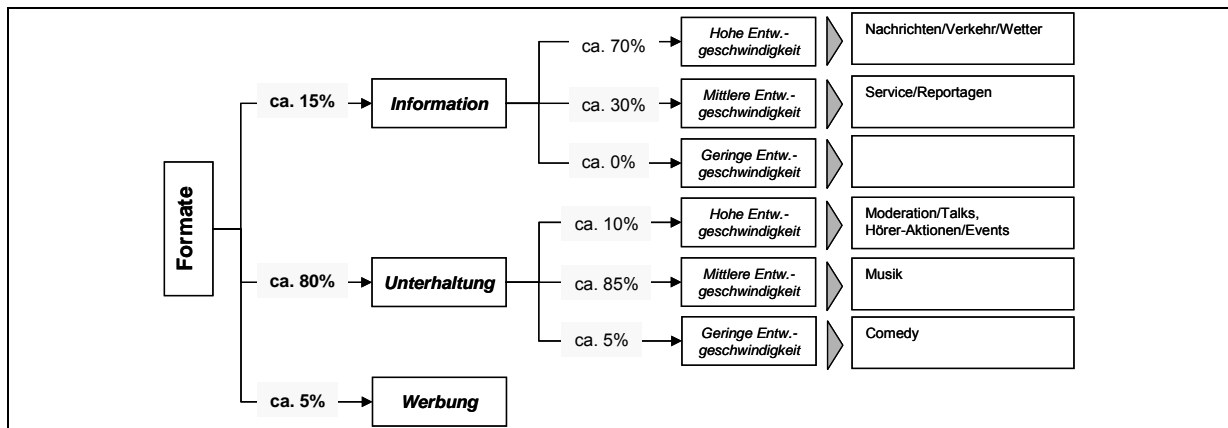 Formate
ca. 15%
Information
ca. 70%
Hohe Entw.-
geschwindigkeit
Nachrichten/Verkehr/Wetter
ca. 30%
Mittlere Entw.-
geschwindigkeit
Service/Reportagen
ca. 0%
Geringe Entw.-
geschwindigkeit
ca. 80%
Unterhaltung
ca. 10%
Hohe Entw.-
geschwindigkeit
Moderation/Talks,
Hörer-Aktionen/Events
ca. 85%
Mittlere Entw.-
geschwindigkeit
Musik
ca. 5%
Geringe Entw.-
geschwindigkeit
Comedy
ca. 5%
Werbung